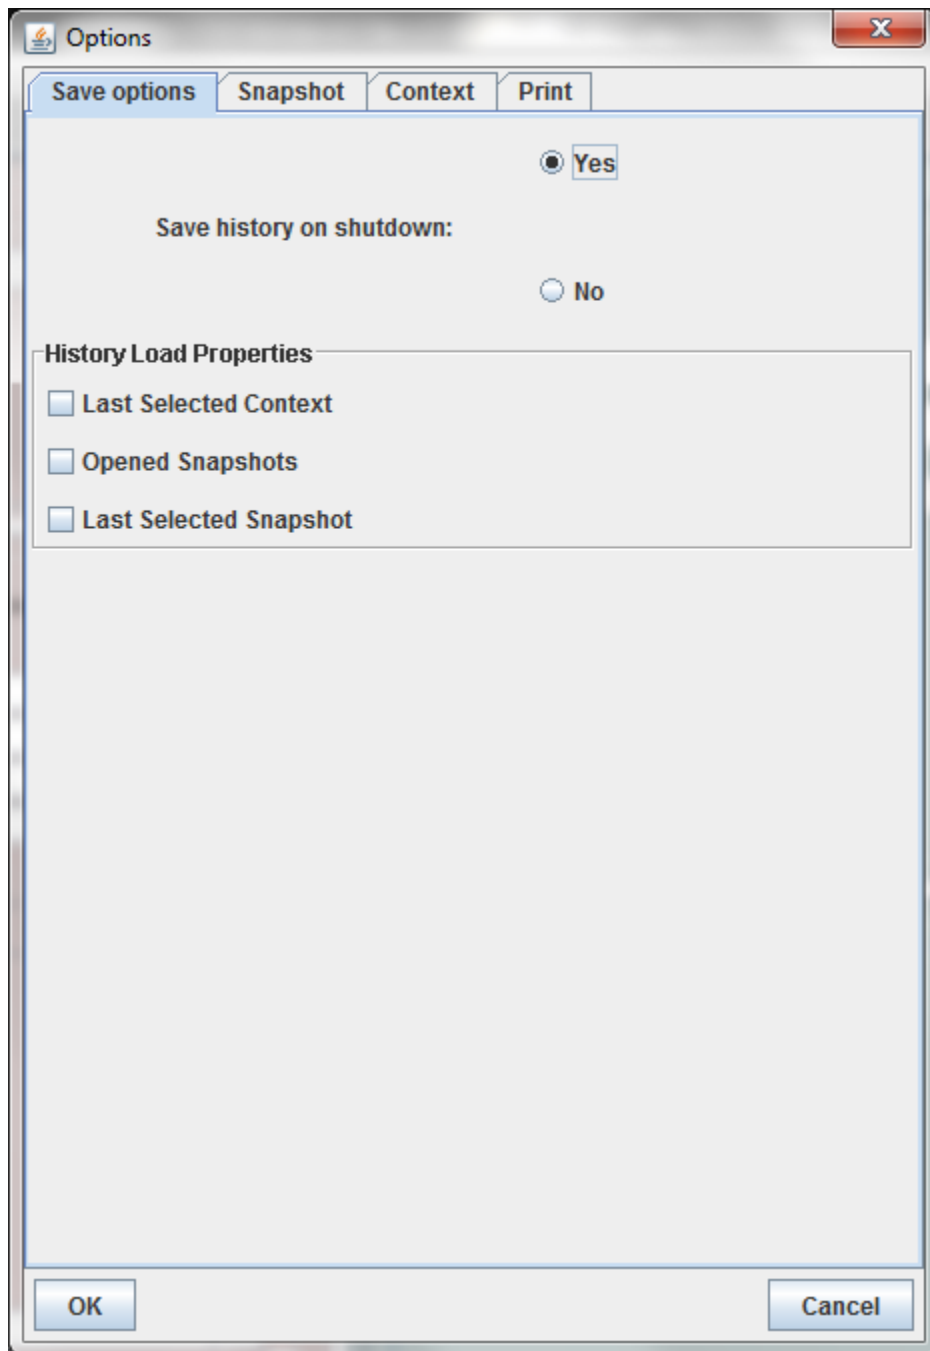 Options
Save options Snapshot Context Print
Yes
Save history on shutdown:
No
History Load Properties
Last Selected Context
Opened Snapshots
Last Selected Snapshot
OK Cancel